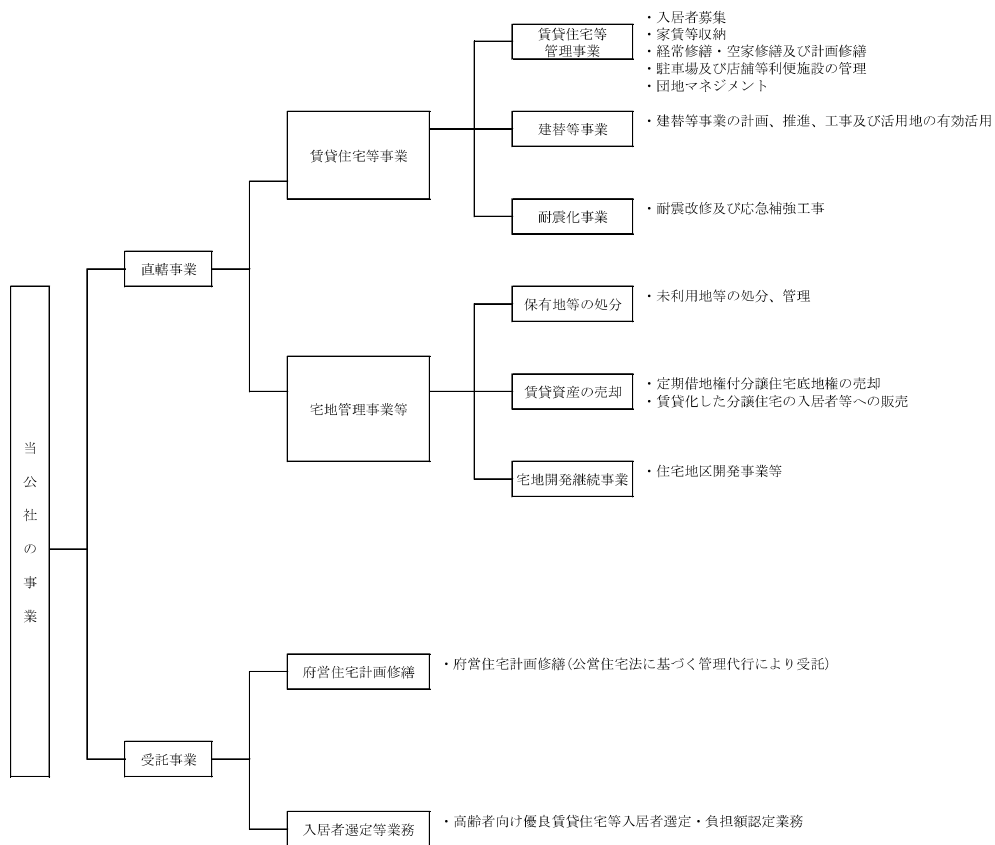 当公社の事業
直轄事業
賃貸住宅等事業
賃貸住宅等
管理事業
・入居者募集
・家賃等収納
・経常修繕・空家修繕及び計画修繕
・駐車場及び店舗等利便施設の管理
・団地マネジメント
建替等事業
・建替等事業の計画、推進、工事及び活用地の有効活用
耐震化事業
・耐震改修及び応急補強工事
宅地管理事業等
保有地等の処分
・未利用地等の処分、管理
賃貸資産の売却
・定期借地権付分譲住宅底地権の売却
・賃貸化した分譲住宅の入居者等への販売
宅地開発継続事業
・住宅地区開発事業等
受託事業
府営住宅計画修繕
・府営住宅計画修繕(公営住宅法に基づく管理代行により受託)
入居者選定等業務
・高齢者向け優良賃貸住宅等入居者選定・負担額認定業務